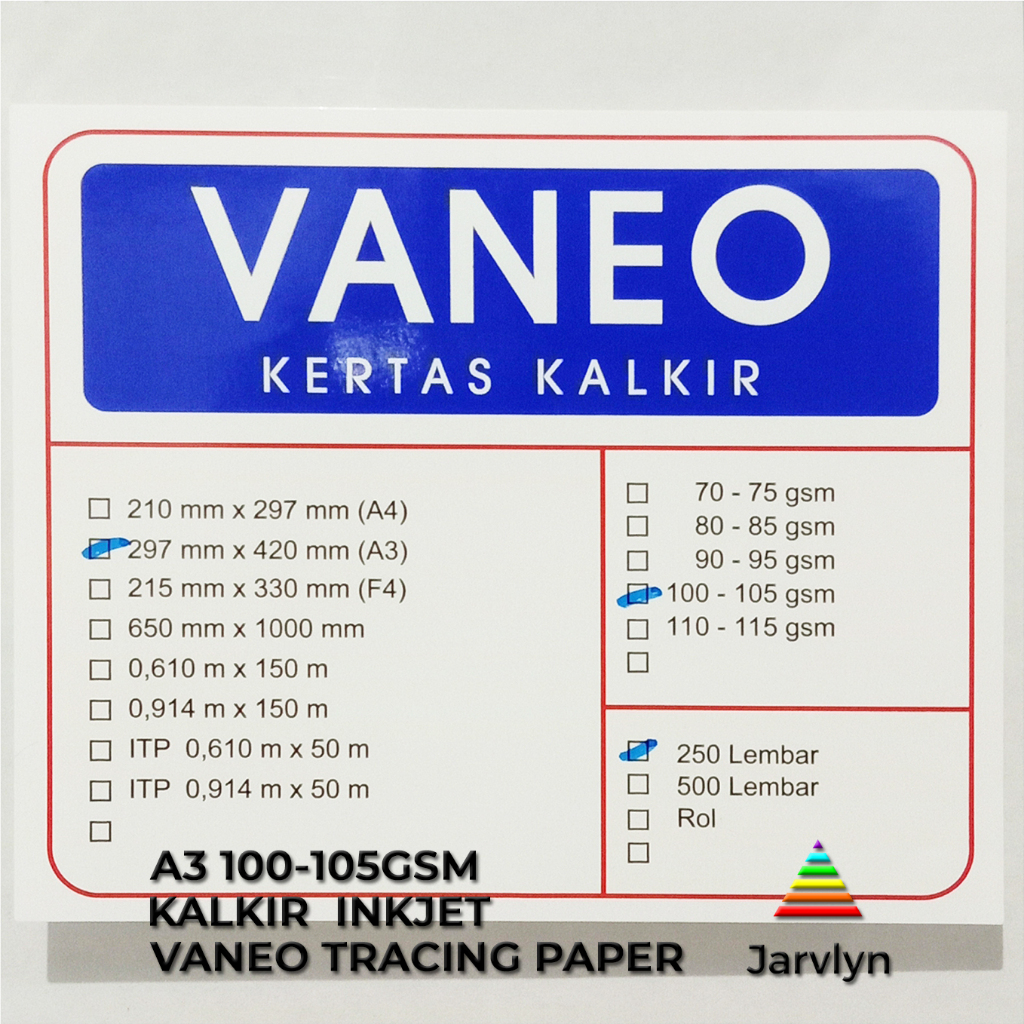 VANEO
KERTAS KALKIR
210 mm x 297 mm (A4)
297 mm x 420 mm (A3)
215 mm x 330 mm (F4)
650 mm x 1000 mm
0,610 m x 150 m
0,914 m x 150 m
ITP 0,610 m x 50 m
ITP 0,914 m x 50 m
70 - 75 gsm
80 - 85 gsm
90 - 95 gsm
100 - 105 gsm
110 - 115 gsm
250 Lembar
500 Lembar
Rol
A3 100-105GSM
KALKIR INKJET
VANEO TRACING PAPER
Jarvlyn